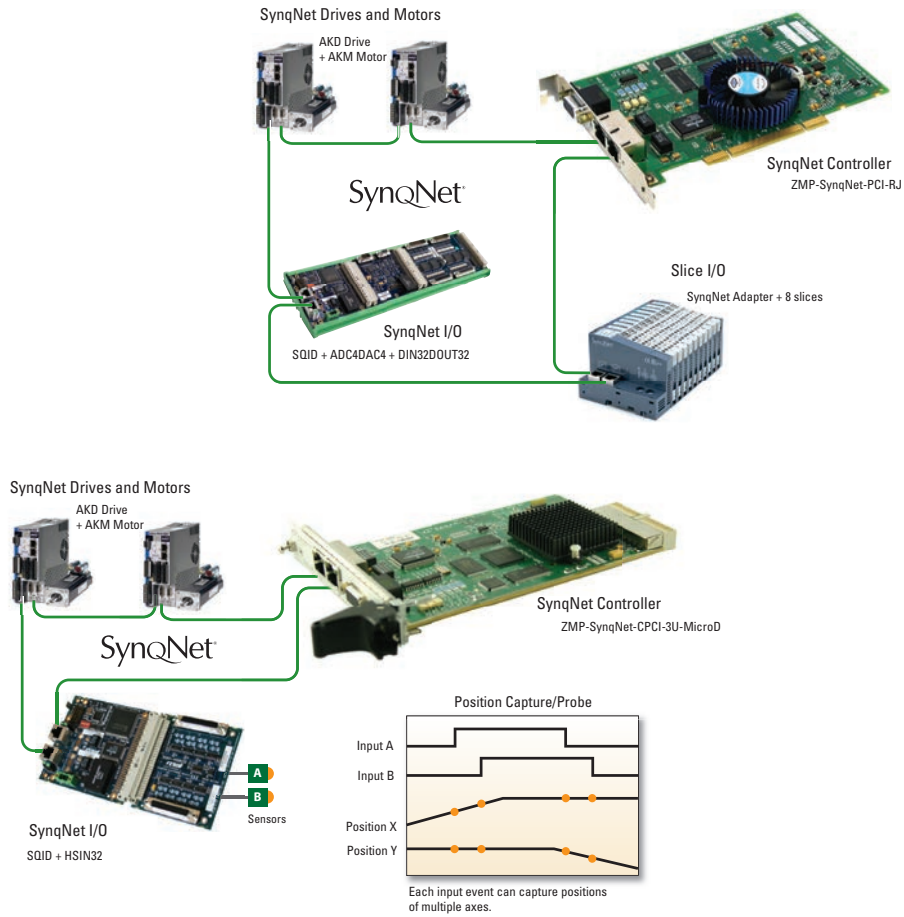 SynqNet Drives and Motors
AKD Drive
+ AKM Motor
SynqNet
SynqNet Controller
ZMP-SynqNet-PCI-RJ
Slice I/O
SynqNet Adapter + 8 slices
SynqNet I/O
SQID + ADC4DAC4 + DIN32DOUT32
SynqNet Drives and Motors
AKD Drive
+ AKM Motor
SynqNet
SynqNet Controller
ZMP-SynqNet-CPCI-3U-MicroD
A
B
Sensors
SynqNet I/O
SQID + HSIN32
Position Capture/Probe
Input A
Input B
Position X
Position Y
Each input event can capture positions
of multiple axes.